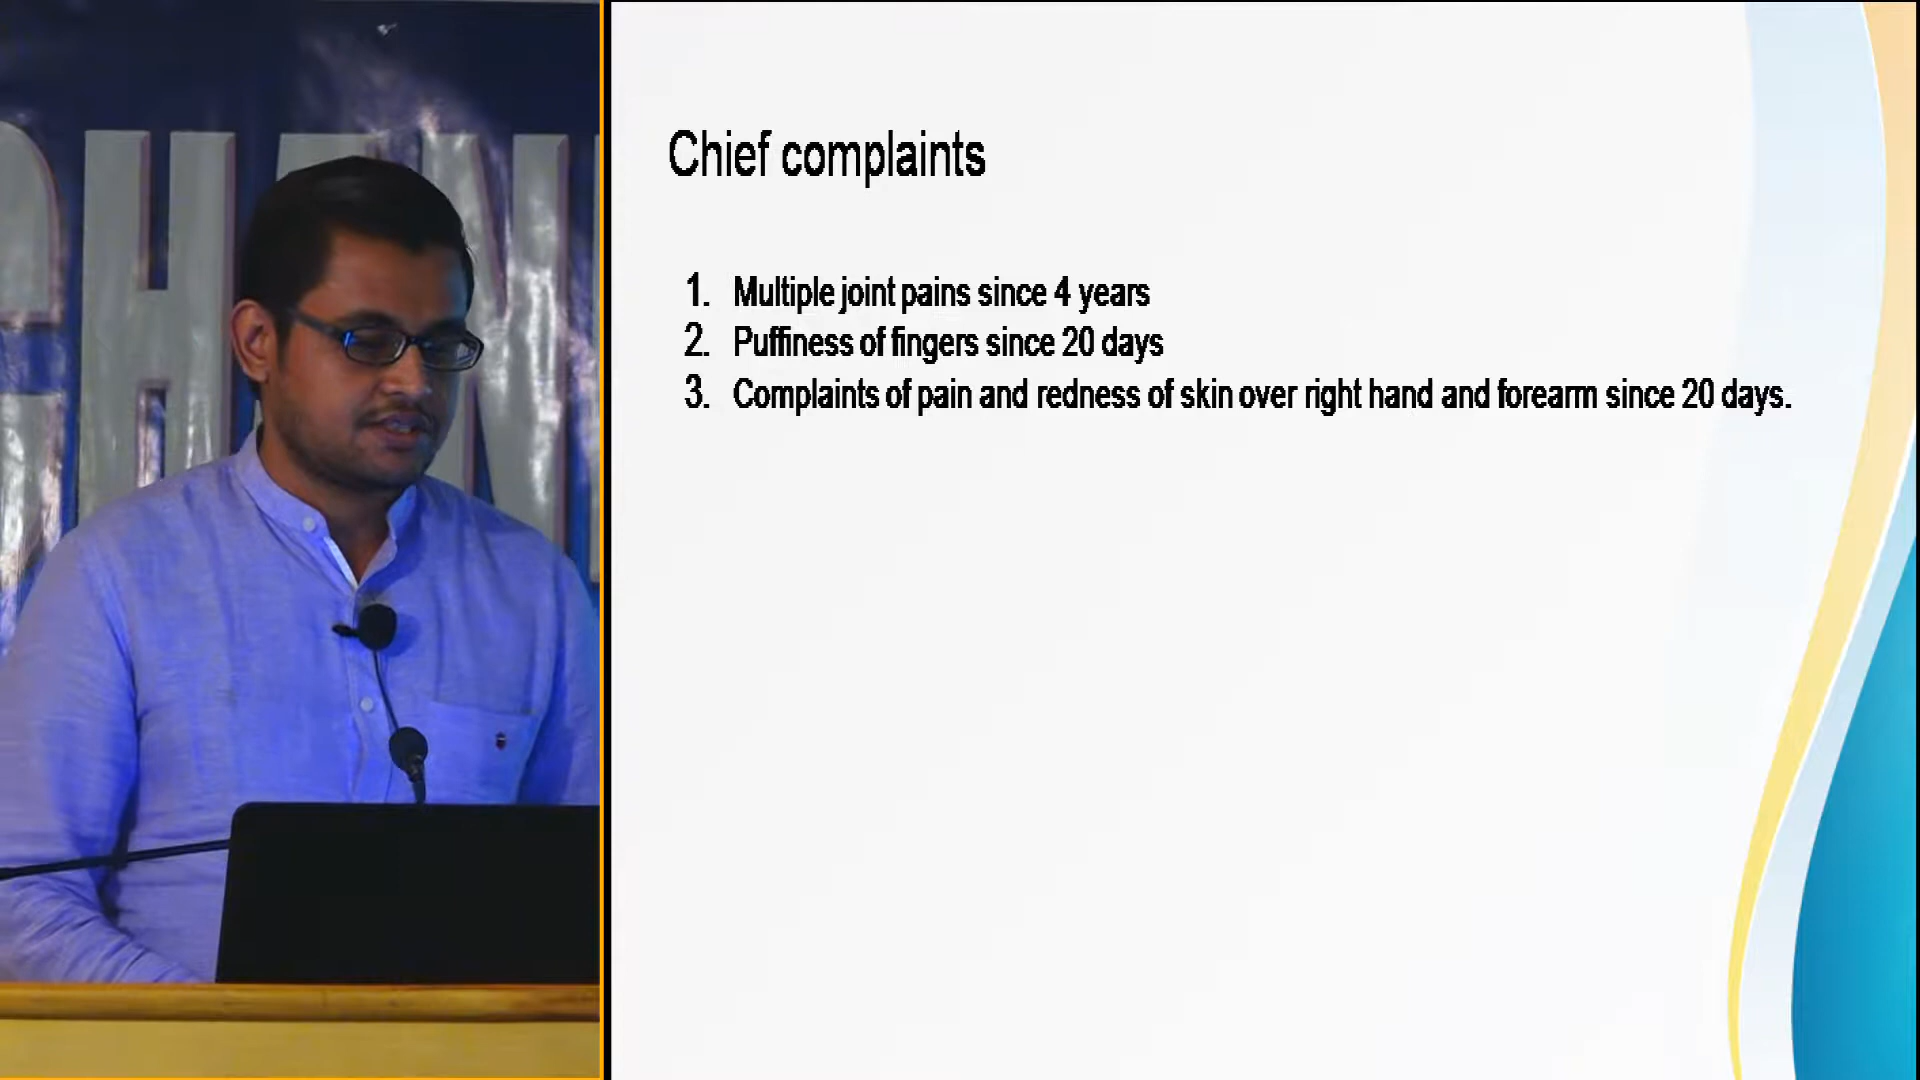 Chief complaints
1. Multiple joint pains since 4 years
2. Puffiness of fingers since 20 days
3. Complaints of pain and redness of skin over right hand and forearm since 20 days.